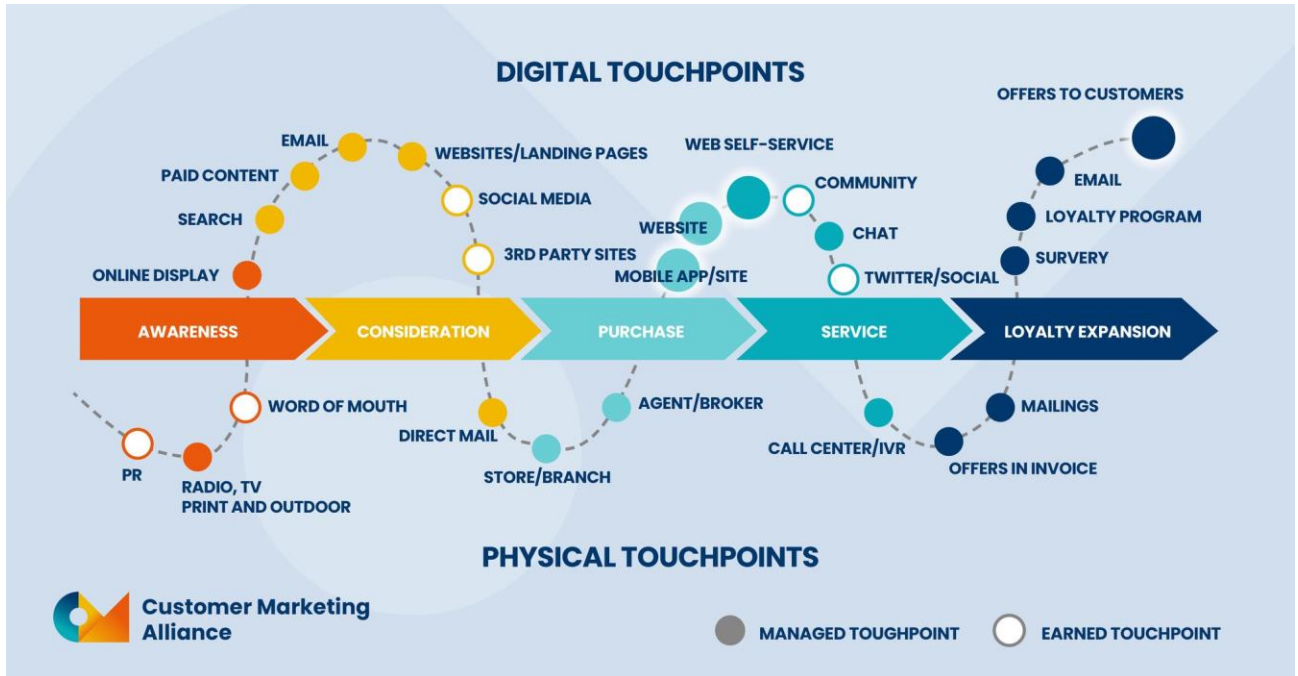 DIGITAL TOUCHPOINTS
OFFERS TO CUSTOMERS
EMAIL
WEBSITES/LANDING PAGES
WEB SELF-SERVICE
PAID CONTENT
EMAIL
SOCIAL MEDIA
COMMUNITY
SEARCH
WEBSITE
LOYALTY PROGRAM
CHAT
3RD PARTY SITES
SURVERY
ONLINE DISPLAY
MOBILE APP/SITE
TWITTER/SOCIAL
AWARENESS
CONSIDERATION
PURCHASE
SERVICE
LOYALTY EXPANSION
WORD OF MOUTH
AGENT/BROKER
MAILINGS
DIRECT MAIL
CALL CENTER/IVR
PR
STORE/BRANCH
OFFERS IN INVOICE
RADIO, TV
PRINT AND OUTDOOR
PHYSICAL TOUCHPOINTS
Customer Marketing
Alliance
MANAGED TOUGHPOINT
EARNED TOUCHPOINT